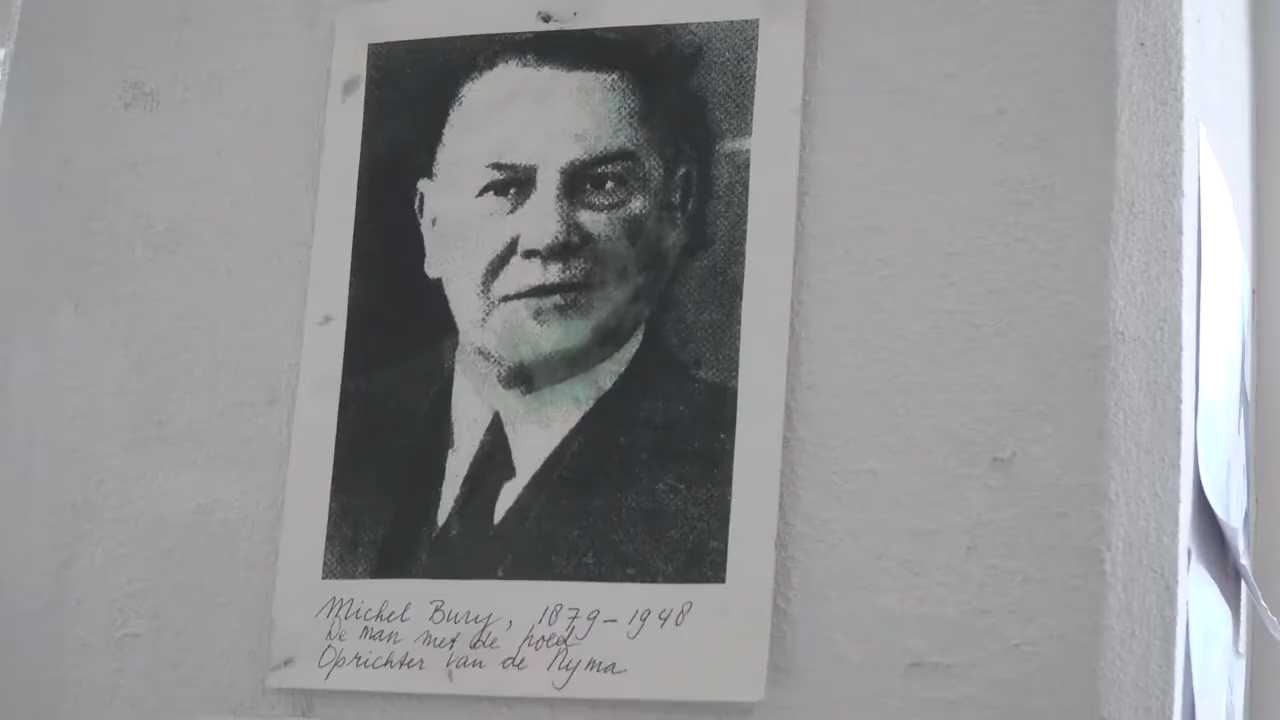 Michel Bury, 1879-1948
De man met de hoed
Oprichter van de Nyma